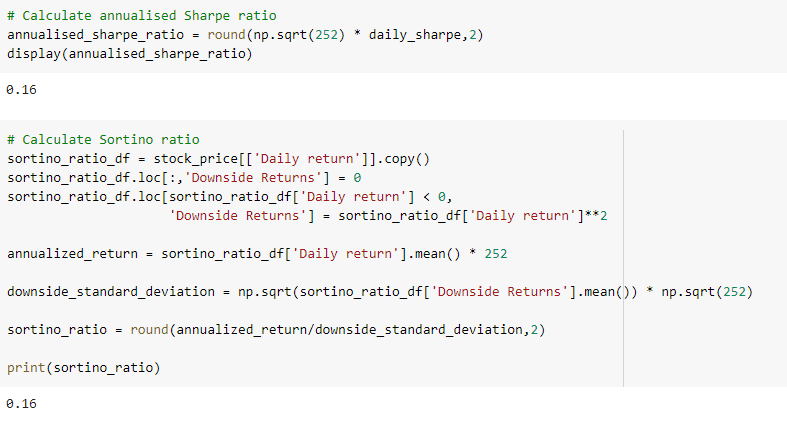 # Calculate annualised Sharpe ratio
annualised_sharpe_ratio = round(np.sqrt(252) * daily_sharpe,2)
display(annualised_sharpe_ratio)
0.16
# Calculate Sortino ratio
sortino_ratio_df = stock_price[['Daily return']].copy()
sortino_ratio_df.loc[:,'Downside Returns'] = 0
sortino_ratio_df.loc[sortino_ratio_df['Daily return'] < 0,
'Downside Returns'] = sortino_ratio_df['Daily return']**2
annualized_return = sortino_ratio_df['Daily return'].mean() * 252
downside_standard_deviation = np.sqrt(sortino_ratio_df['Downside Returns'].mean()) * np.sqrt(252)
sortino_ratio = round(annualized_return/downside_standard_deviation,2)
print(sortino_ratio)
0.16